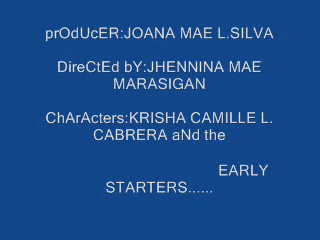 prOdUcER:JOANA MAE L.SILVA
DireCtEd bY:JHENNINA MAE
MARASIGAN
ChArActers:KRISHA CAMILLE L.
CABRERA aNd the
EARLY
STARTERS......